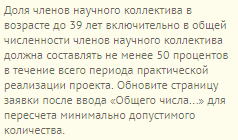 Доля членов научного коллектива в
возрасте до 39 лет включительно в общей
численности членов научного коллектива
должна составлять не менее 50 процентов
в течение всего периода практической
реализации проекта. Обновите страницу
заявки после ввода «Общего числа...» для
пересчета минимально допустимого
количества.